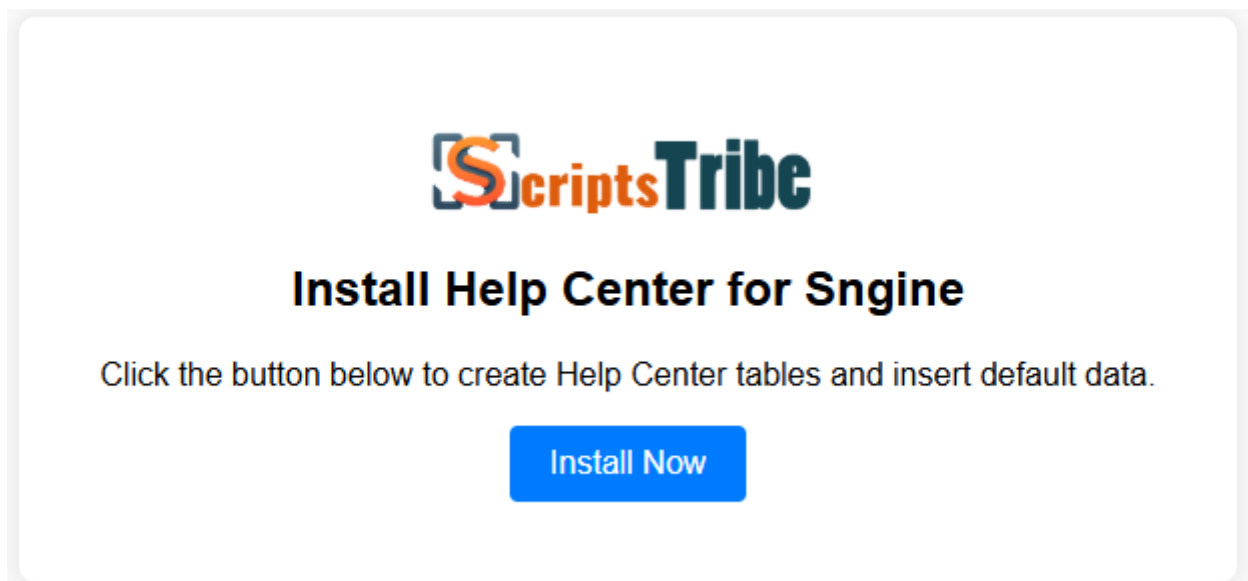 ScriptsTribe
Install Help Center for Sngine
Click the button below to create Help Center tables and insert default data.
Install Now